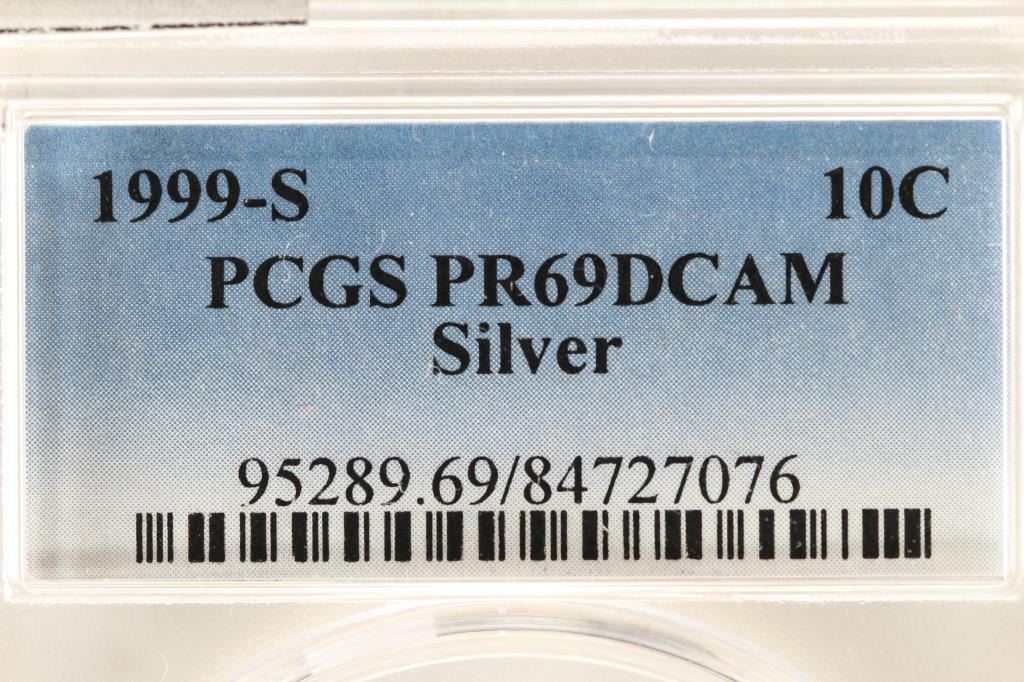 1999-S 10C
PCGS PR69DCAM
Silver
95289.69/84727076